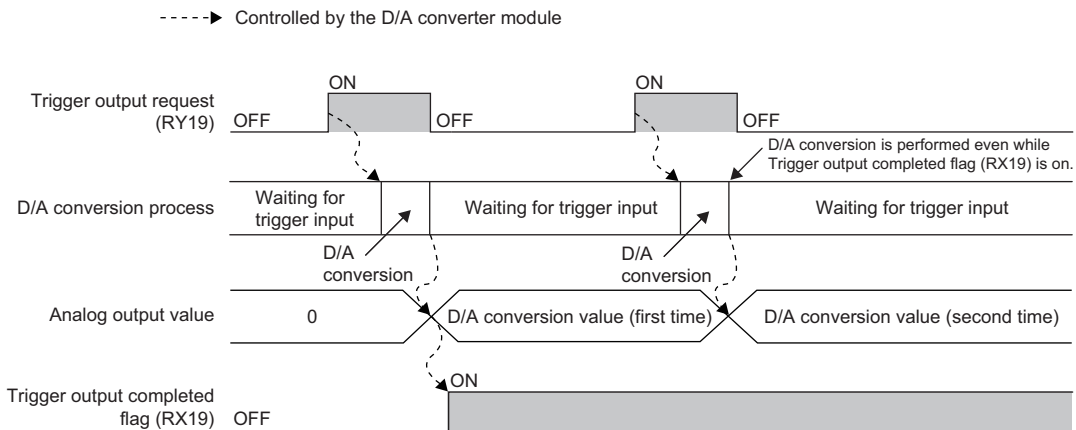 Controlled by the D/A converter module
ON
ON
Trigger output request
(RY19)
OFF
OFF
OFF
D/A conversion is performed even while
Trigger output completed flag (RX19) is on.
D/A conversion process
Waiting for
trigger input
Waiting for trigger input
Waiting for trigger input
D/A
conversion
D/A
conversion
Analog output value
0
D/A conversion value (first time)
D/A conversion value (second time)
ON
Trigger output completed
flag (RX19)
OFF